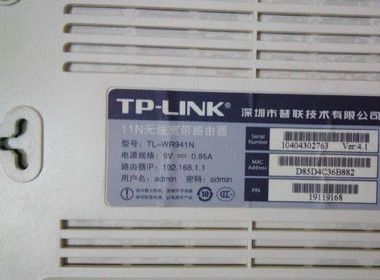 TP-LINK
深圳市普联技术有限公司
11N无线宽带路由器
型号：TL-WR941N
电源规格：9V ⎓ 0.85A
路由器IP：192.168.1.1
用户名：admin 密码：admin
Serial Number
10404302763 Ver:4.1
MAC Address
D85D4C36B882
PIN
19119168